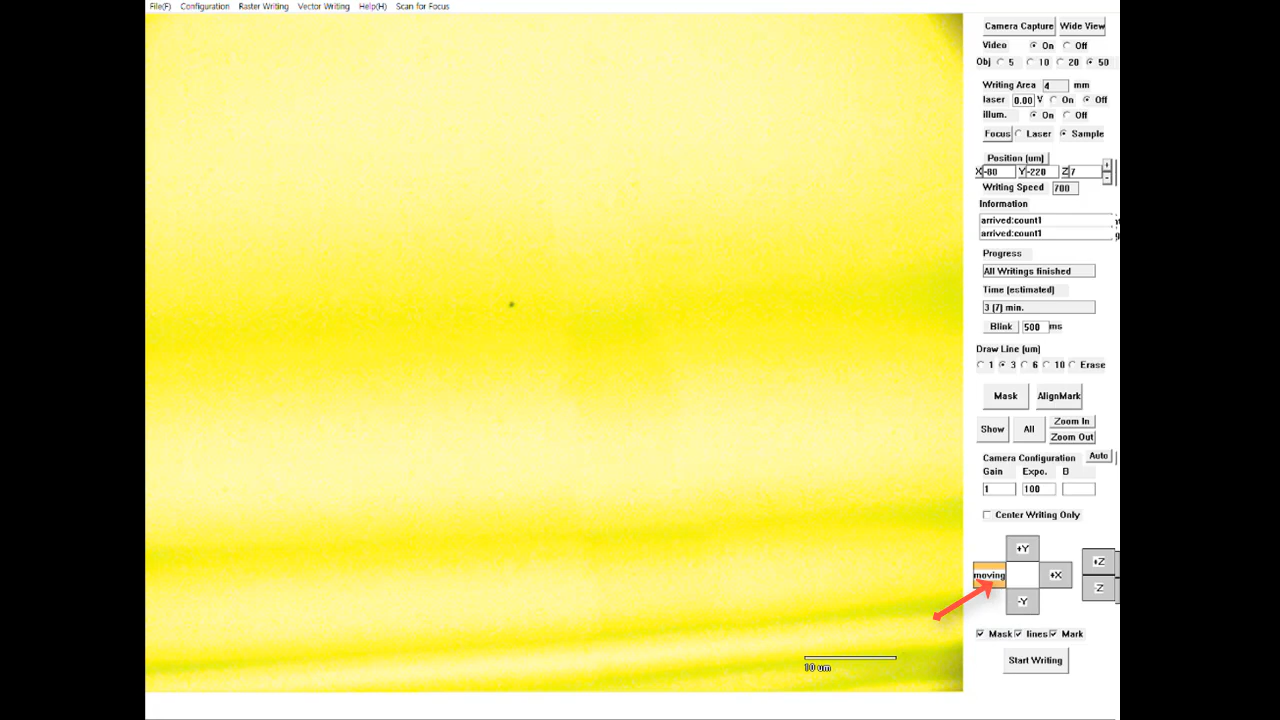 File(F) Configuration Raster Writing Vector Writing Help(H) Scan for Focus
Camera Capture Wide View
Video On Off
Obj 5 10 20 50
Writing Area 4 mm
laser 0.00 V On Off
illum. On Off
Focus Laser Sample
Position (um)
X -80 Y -220 Z 7 +
-
Writing Speed 700
Information
arrived:count1
arrived:count1
Progress
All Writings finished
Time (estimated)
3 (7) min.
Blink 500 ms
Draw Line (um)
1 3 6 10 Erase
Mask AlignMark
Show All Zoom In
Zoom Out
Camera Configuration Auto
Gain Expo. B
1 100
Center Writing Only
+Y
moving +X +Z
-Y Z
Mask lines Mark
Start Writing
10 um